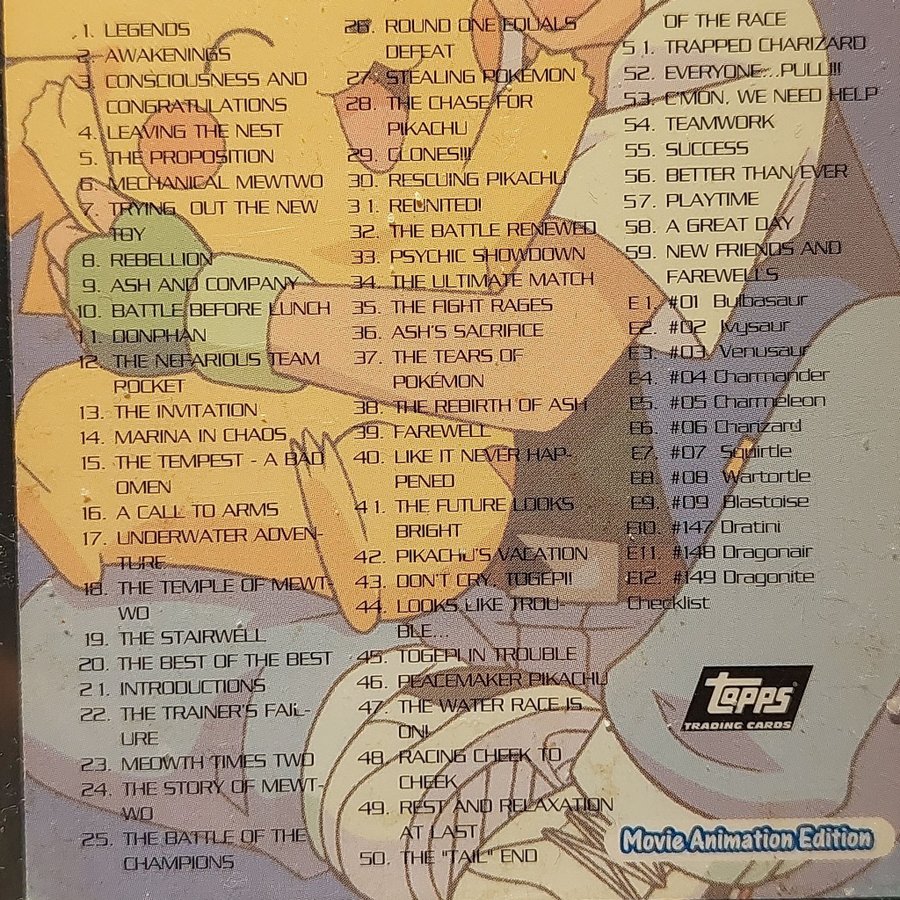 1. LEGENDS
2. AWAKENINGS
3. CONSCIOUSNESS AND
CONGRATULATIONS
4. LEAVING THE NEST
5. THE PROPOSITION
6. MECHANICAL MEWTWO
7. TRYING OUT THE NEW
TOY
8. REBELLION
9. ASH AND COMPANY
10. BATTLE BEFORE LUNCH
11. DONPHAN
12. THE NEFARIOUS TEAM
ROCKET
13. THE INVITATION
14. MARINA IN CHAOS
15. THE TEMPEST - A BAD
OMEN
16. A CALL TO ARMS
17. UNDERWATER ADVEN-
TURE
18. THE TEMPLE OF MEWT-
WO
19. THE STAIRWELL
20. THE BEST OF THE BEST
21. INTRODUCTIONS
22. THE TRAINER'S FAIL-
URE
23. MEOWTH TIMES TWO
24. THE STORY OF MEWT-
WO
25. THE BATTLE OF THE
CHAMPIONS
26. ROUND ONE EQUALS
DEFEAT
27. STEALING POKÉMON
28. THE CHASE FOR
PIKACHU
29. CLONES!!!
30. RESCUING PIKACHU
31. REUNITED!
32. THE BATTLE RENEWED
33. PSYCHIC SHOWDOWN
34. THE ULTIMATE MATCH
35. THE FIGHT RAGES
36. ASH'S SACRIFICE
37. THE TEARS OF
POKÉMON
38. THE REBIRTH OF ASH
39. FAREWELL
40. LIKE IT NEVER HAP-
PENED
41. THE FUTURE LOOKS
BRIGHT
42. PIKACHU'S VACATION
43. DON'T CRY, TOGEPI!
44. LOOKS LIKE TROU-
BLE...
45. TOGEPI IN TROUBLE
46. PEACEMAKER PIKACHU
47. THE WATER RACE IS
ON!
48. RACING CHEEK TO
CHEEK
49. REST AND RELAXATION
AT LAST
50. THE "TAIL" END
OF THE RACE
51. TRAPPED CHARIZARD
52. EVERYONE...PULL!!!
53. C'MON, WE NEED HELP
54. TEAMWORK
55. SUCCESS
56. BETTER THAN EVER
57. PLAYTIME
58. A GREAT DAY
59. NEW FRIENDS AND
FAREWELLS
E1. #01 Bulbasaur
E2. #02 Ivysaur
E3. #03 Venusaur
E4. #04 Charmander
E5. #05 Charmeleon
E6. #06 Charizard
E7. #07 Squirtle
E8. #08 Wartortle
E9. #09 Blastoise
E10. #147 Dratini
E11. #148 Dragonair
E12. #149 Dragonite
Checklist
Topps
TRADING CARDS
Movie Animation Edition